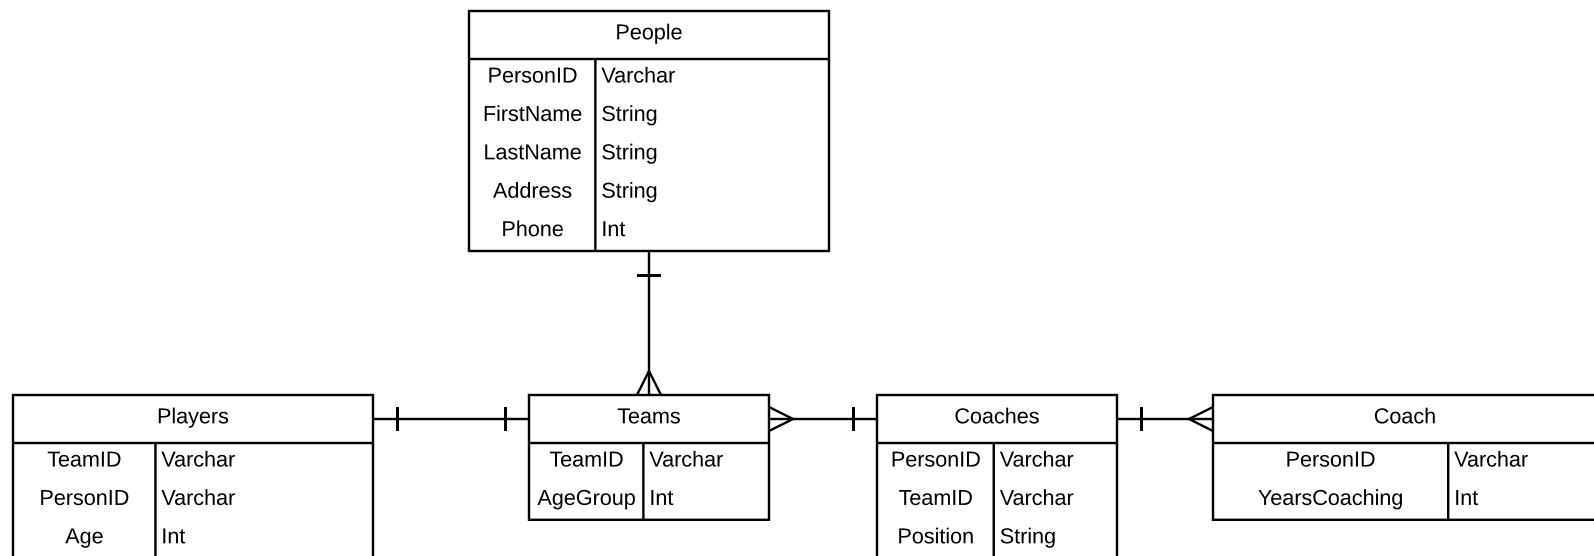 People
PersonID Varchar
FirstName String
LastName String
Address String
Phone Int
Players
TeamID Varchar
PersonID Varchar
Age Int
Teams
TeamID Varchar
AgeGroup Int
Coaches
PersonID Varchar
TeamID Varchar
Position String
Coach
PersonID Varchar
YearsCoaching Int